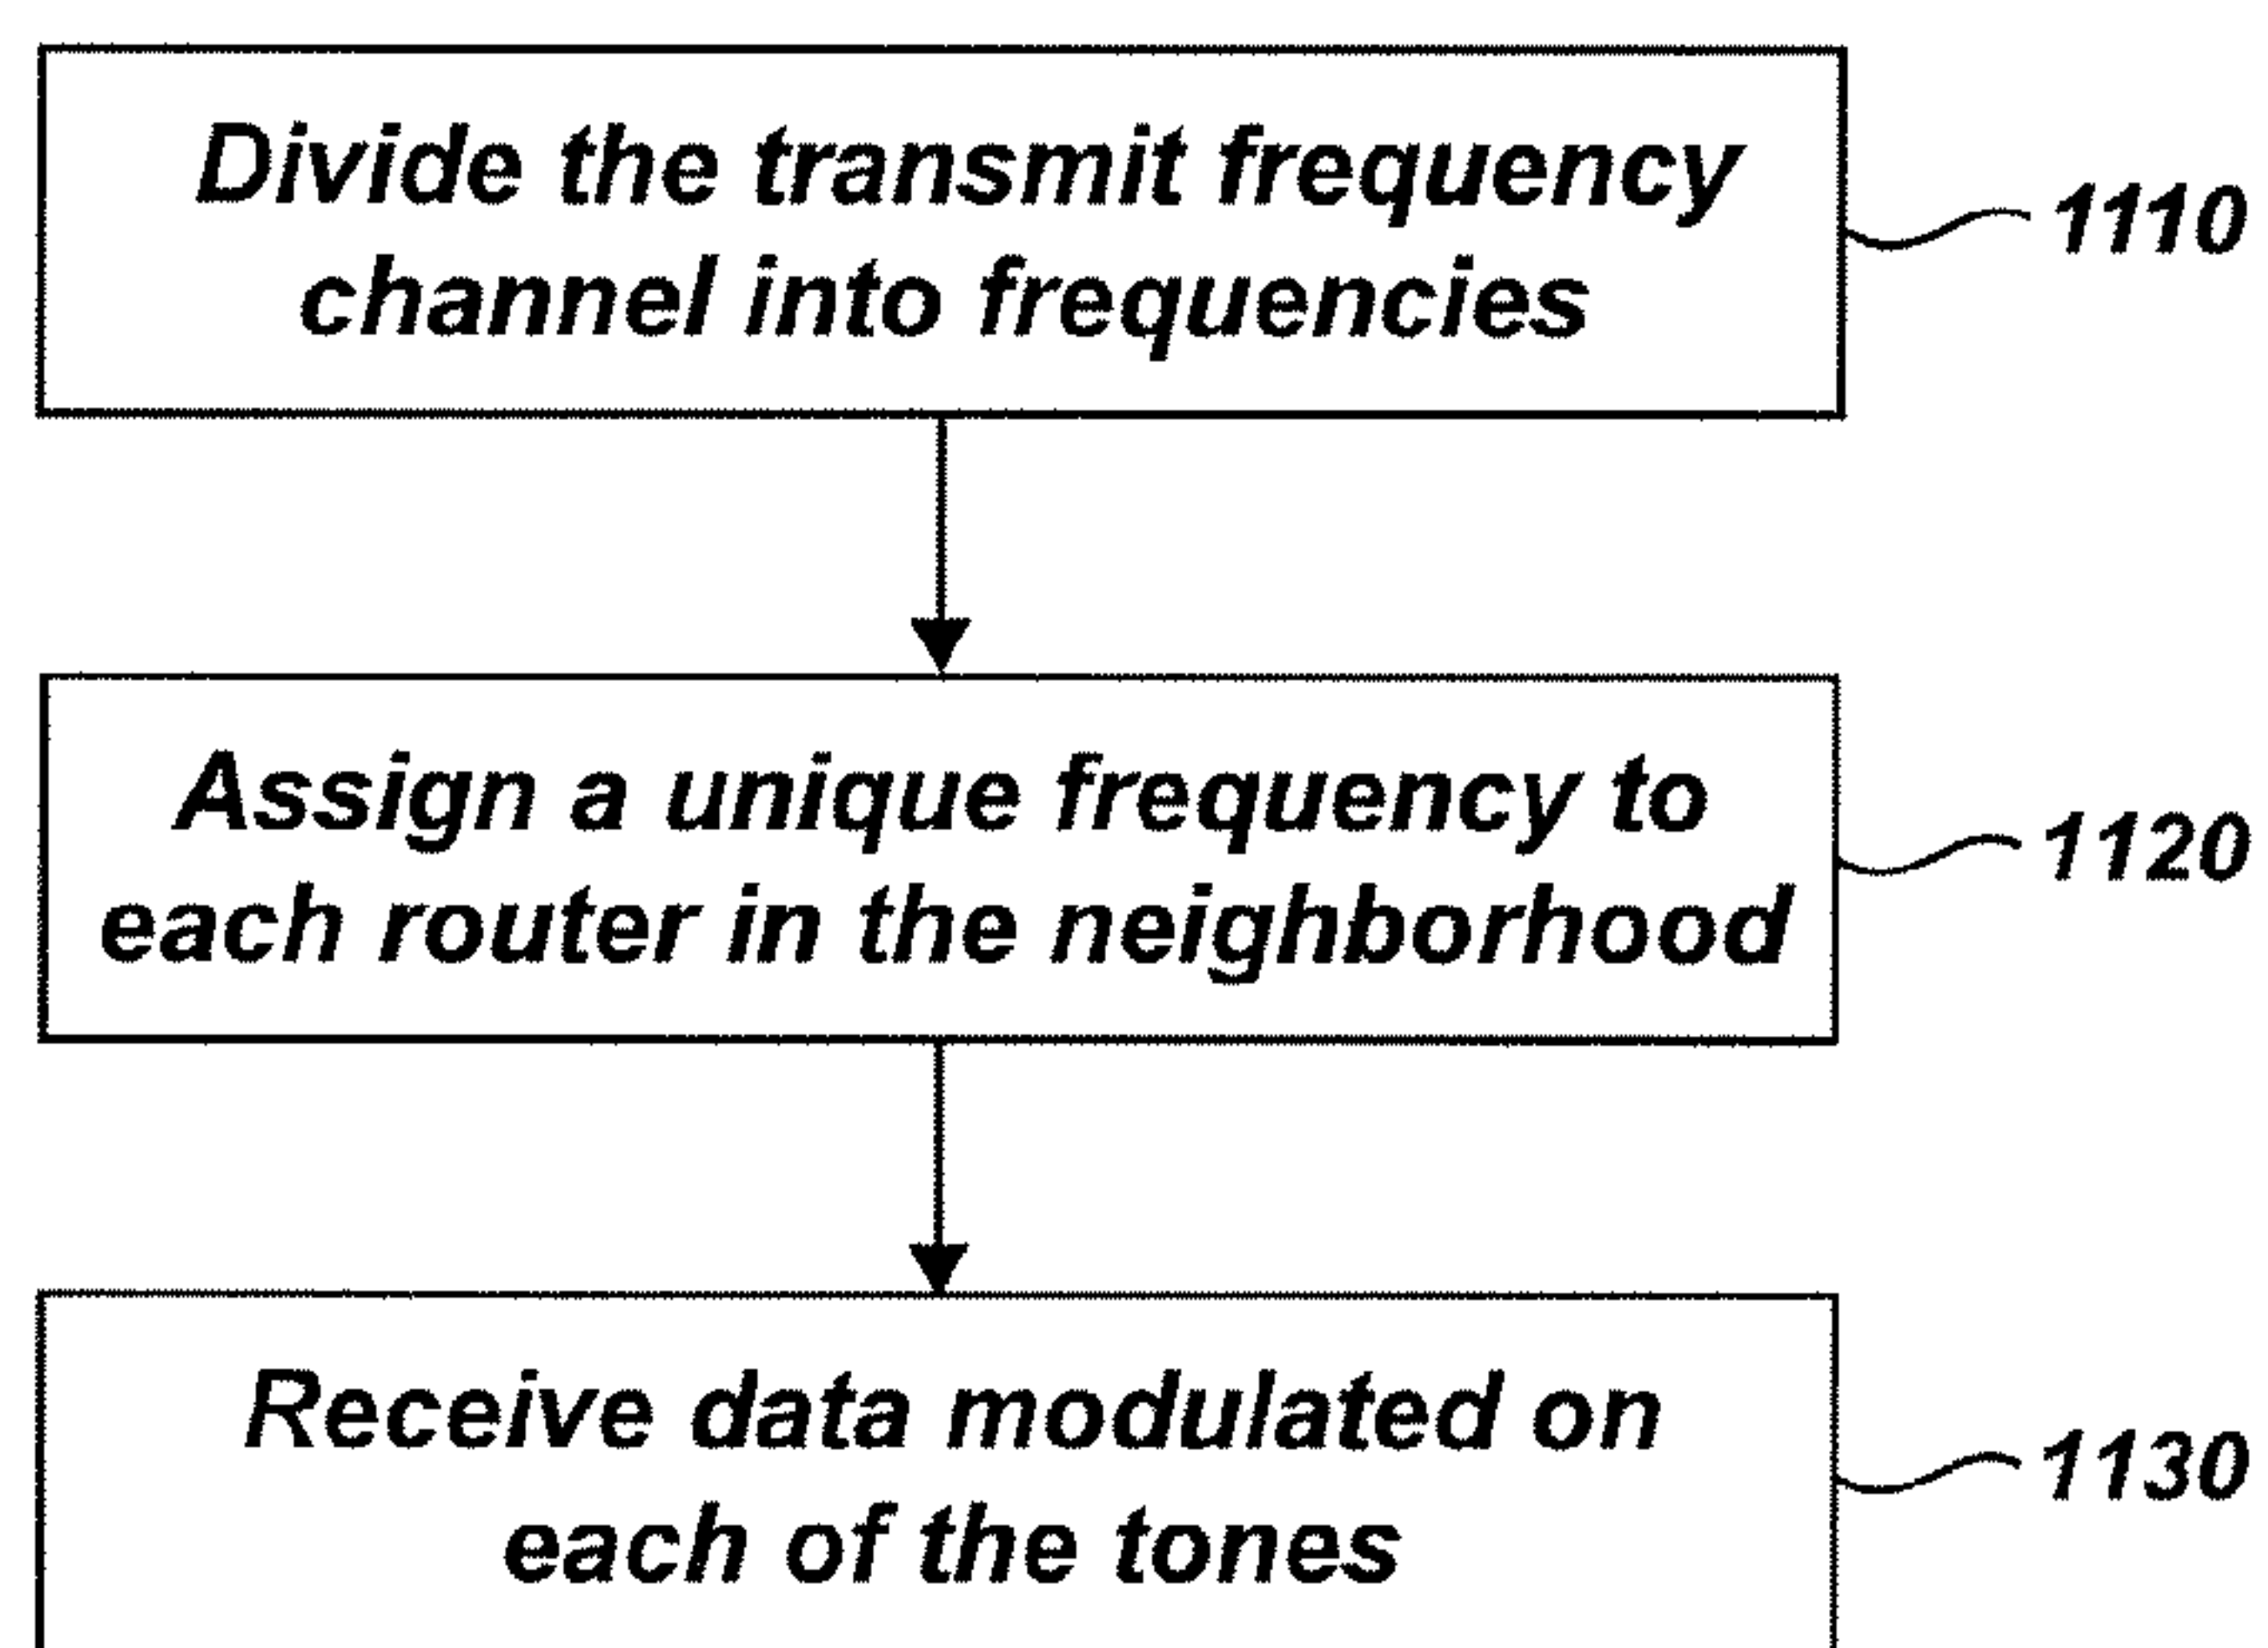 Divide the transmit frequency
channel into frequencies
1110
Assign a unique frequency to
each router in the neighborhood
1120
Receive data modulated on
each of the tones
1130